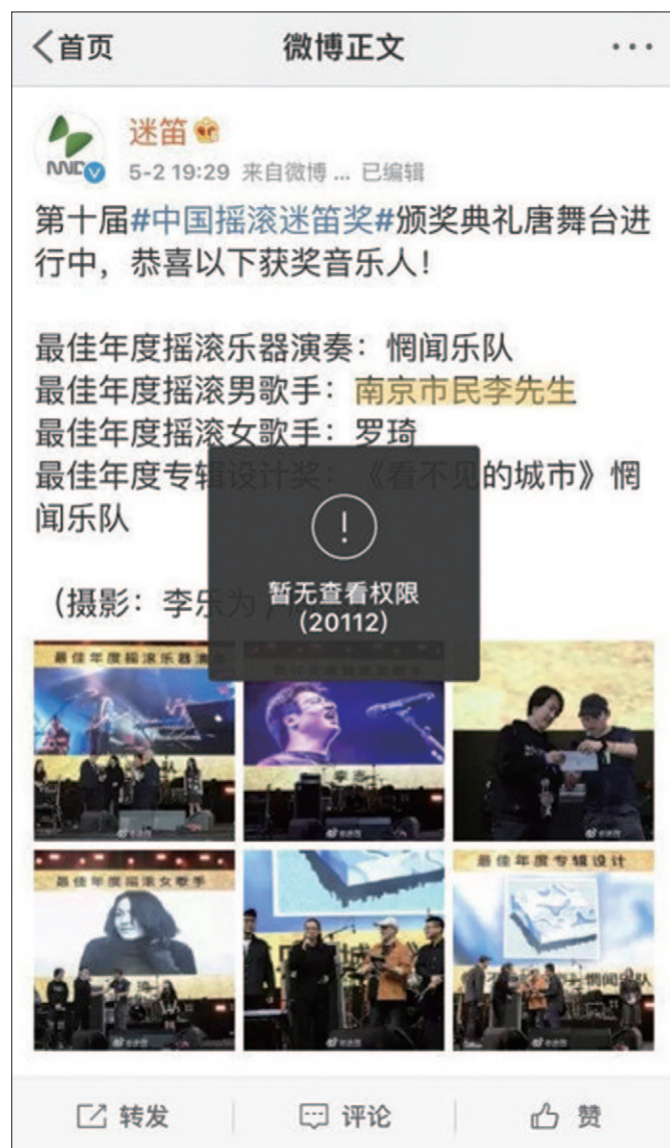 首页
微博正文
迷笛
5-2 19:29 来自微博 ... 已编辑
第十届#中国摇滚迷笛奖#颁奖典礼唐舞台进
行中，恭喜以下获奖音乐人！
最佳年度摇滚乐器演奏：惘闻乐队
最佳年度摇滚男歌手：南京市民李先生
最佳年度摇滚女歌手：罗琦
最佳年度专辑设计奖：《看不见的城市》惘
闻乐队
（摄影：李乐为
暂无查看权限
(20112)
最佳年度摇滚乐器演
李志
最佳年度摇滚女歌手
琦
最佳年度专辑设计
惘闻乐队
转发
评论
赞